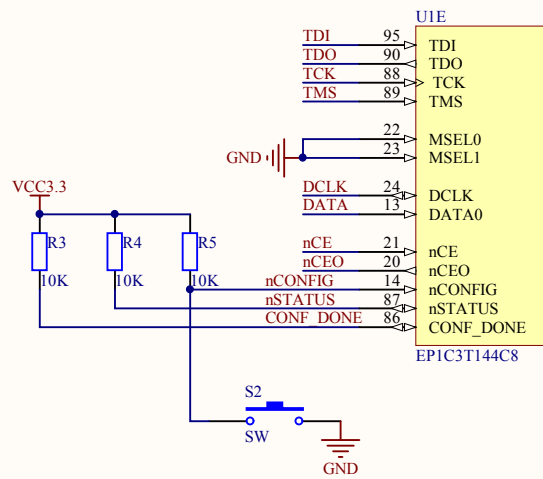 U1E
TDI 95 TDI
TDO 90 TDO
TCK 88 TCK
TMS 89 TMS
22 MSEL0
GND 23 MSEL1
VCC3.3
DCLK 24 DCLK
DATA 13 DATA0
R3 R4 R5
nCE 21 nCE
nCEO 20 nCEO
10K 10K 10K
nCONFIG 14 nCONFIG
nSTATUS 87 nSTATUS
CONF_DONE 86 CONF_DONE
EP1C3T144C8
S2
SW
GND